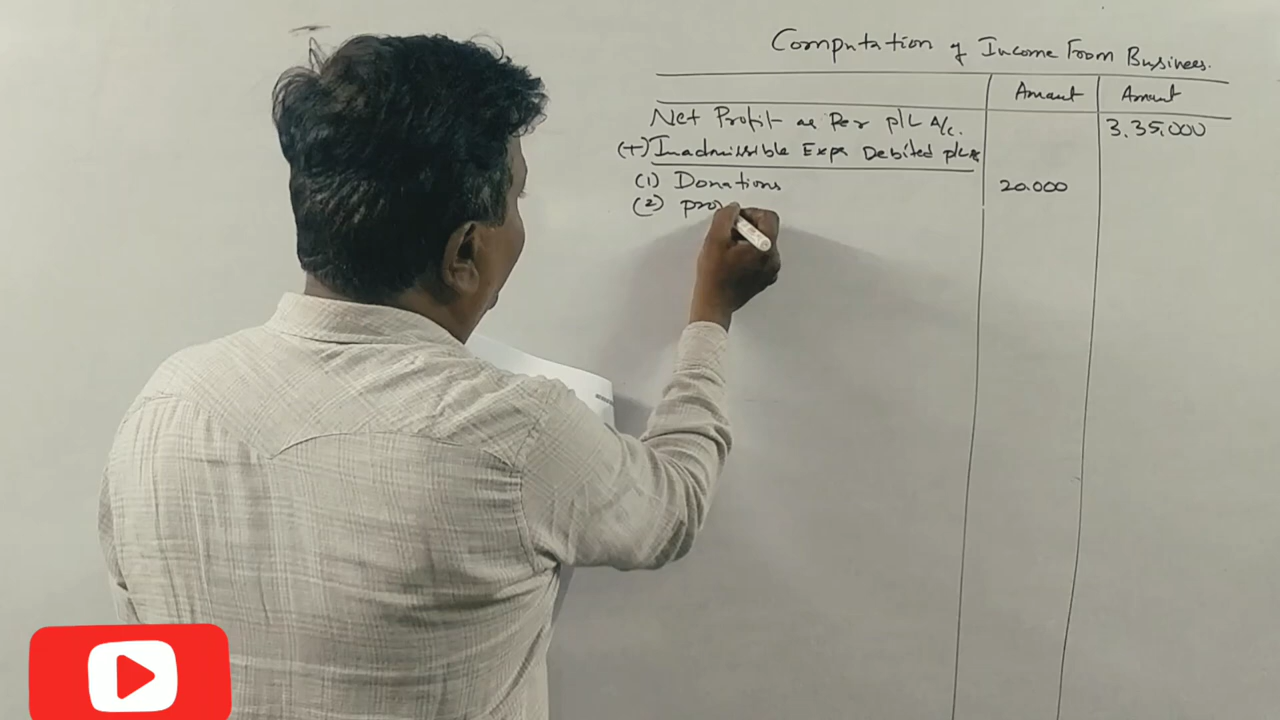 Computation of Income From Business.
Amount Amount
Net Profit as Per P/L A/c. 3,35,000
(+) Inadmissible Exps Debited P/L A/c
(1) Donations 20.000
(2) pro